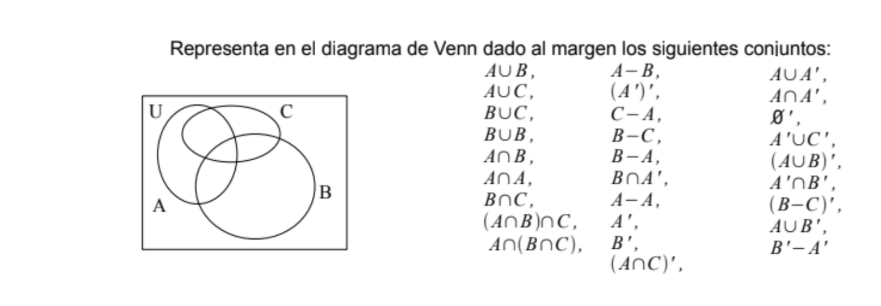 Representa en el diagrama de Venn dado al margen los siguientes conjuntos:
U
C
A
B
A∪B,
A∪C,
B∪C,
B∪B,
A∩B,
A∩A,
B∩C,
(A∩B)∩C,
A∩(B∩C),
A−B,
(A')',
C−A,
B−C,
B−A,
B∩A',
A−A,
A',
B',
(A∩C)',
A∪A',
A∩A',
Ø',
A'∪C',
(A∪B)',
A'∩B',
(B−C)',
A∪B',
B'−A'